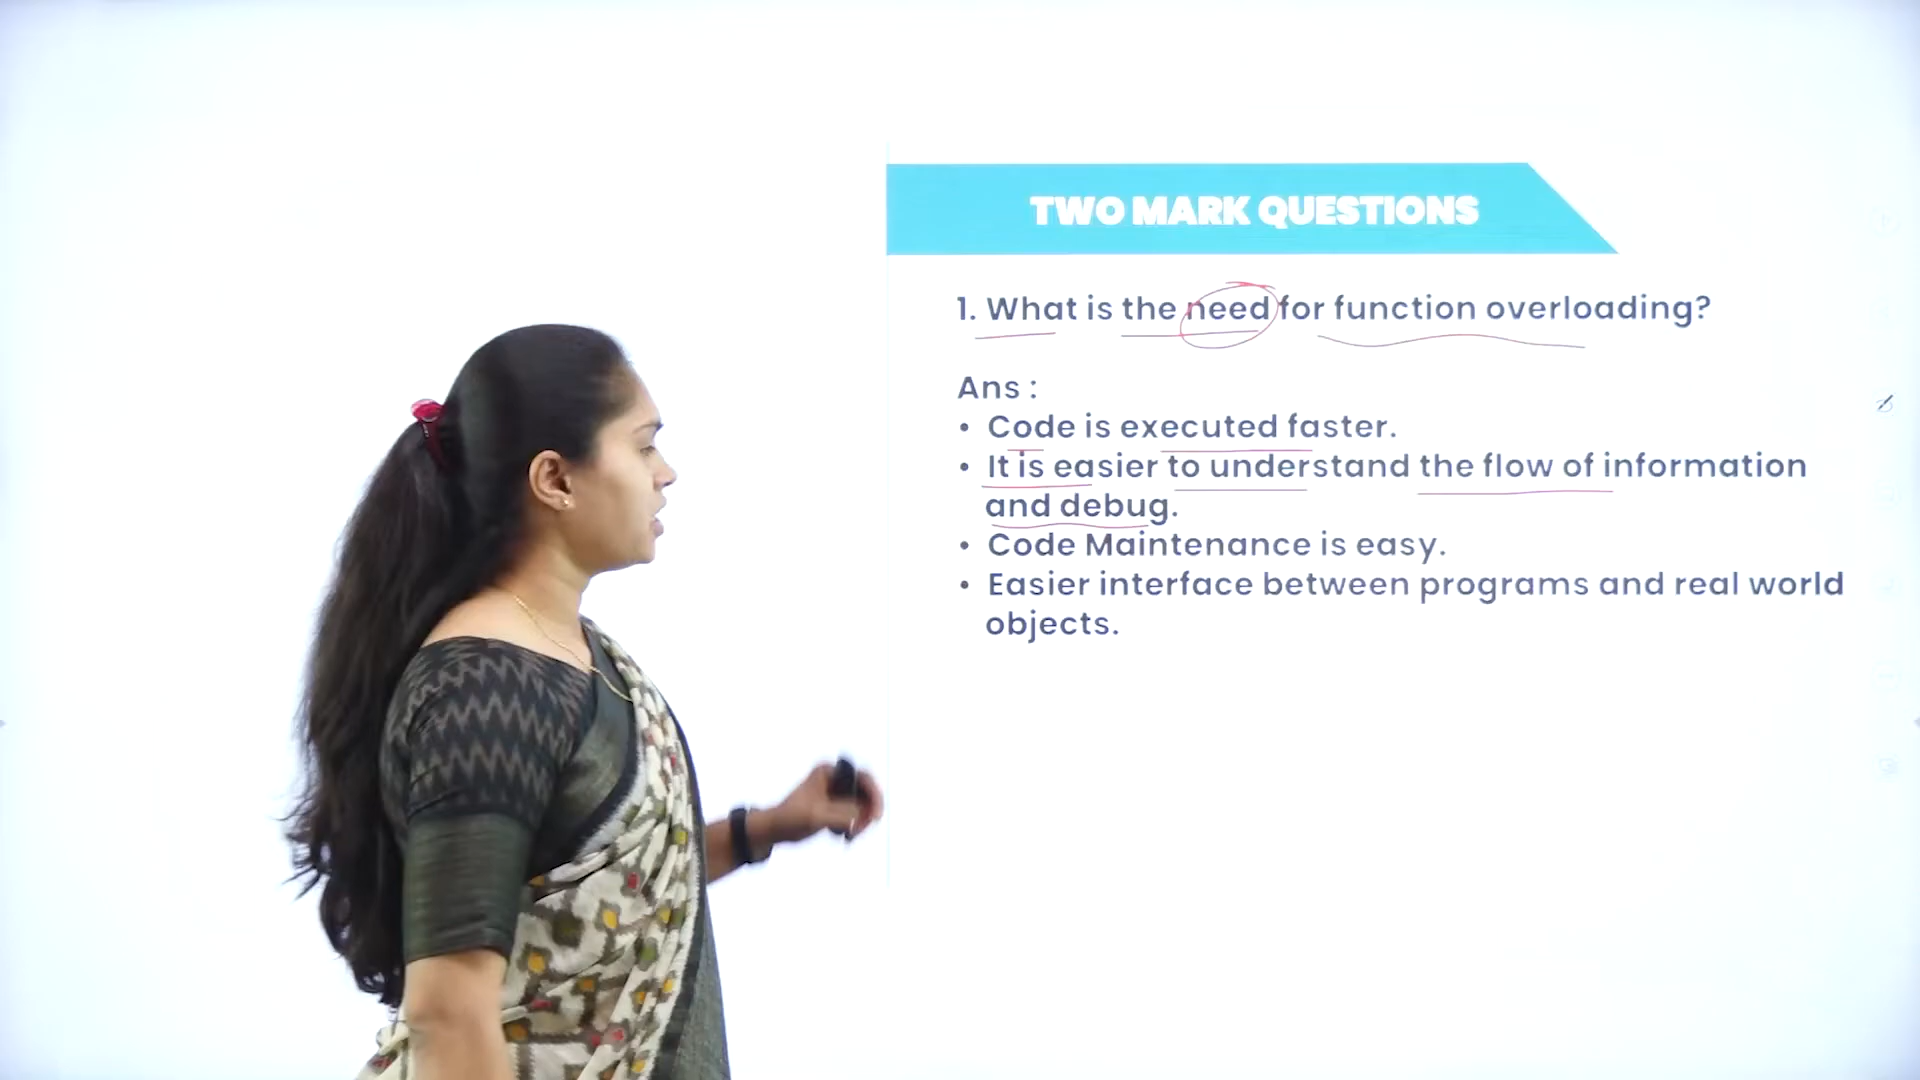 TWO MARK QUESTIONS
1. What is the need for function overloading?
Ans :
• Code is executed faster.
• It is easier to understand the flow of information
and debug.
• Code Maintenance is easy.
• Easier interface between programs and real world
objects.